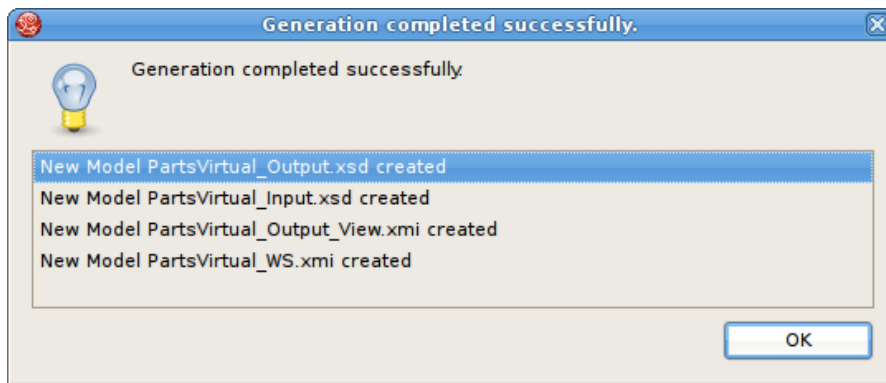 Generation completed successfully.
Generation completed successfully.
New Model PartsVirtual_Output.xsd created
New Model PartsVirtual_Input.xsd created
New Model PartsVirtual_Output_View.xmi created
New Model PartsVirtual_WS.xmi created
OK